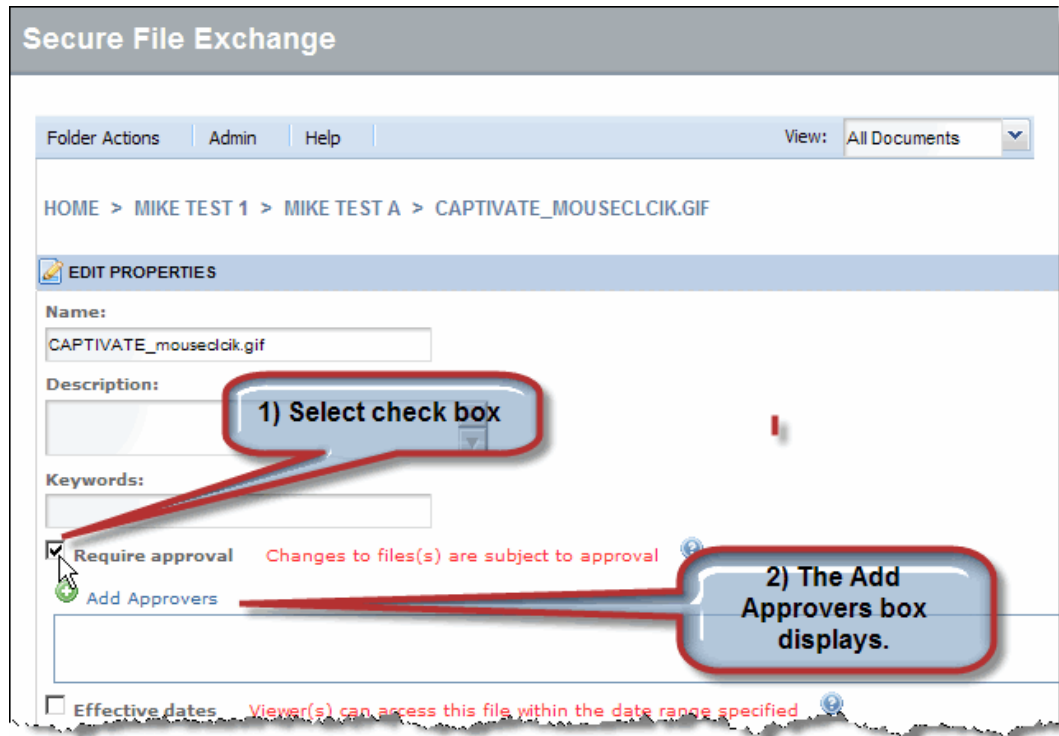 Secure File Exchange
Folder Actions Admin Help View: All Documents
HOME > MIKE TEST 1 > MIKE TEST A > CAPTIVATE_MOUSECLCIK.GIF
EDIT PROPERTIES
Name:
CAPTIVATE_mouseclcik.gif
Description:
1) Select check box
Keywords:
Require approval Changes to files(s) are subject to approval
Add Approvers
2) The Add
Approvers box
displays.
Effective dates Viewer(s) can access this file within the date range specified